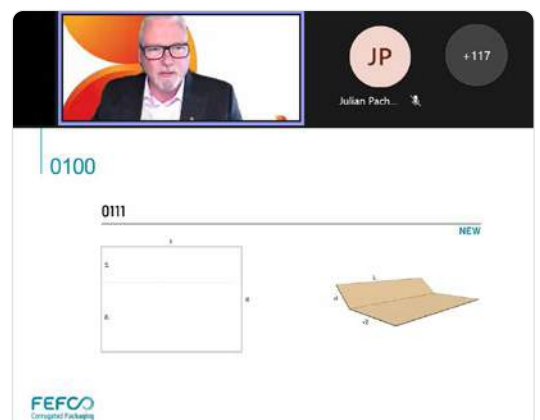 JP
+117
Julian Pach...
0100
0111
NEW
L
FEFCO
Corrugated Packaging